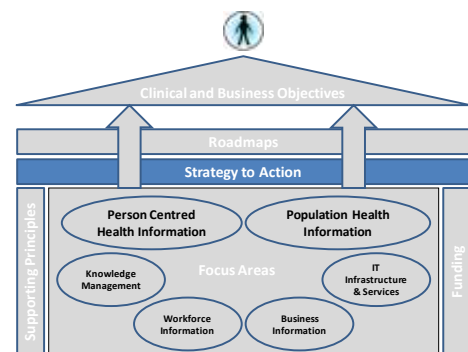 Clinical and Business Objectives
Roadmaps
Strategy to Action
Supporting Principles
Person Centred
Health Information
Population Health
Information
Focus Areas
Knowledge
Management
IT
Infrastructure
& Services
Workforce
Information
Business
Information
Funding